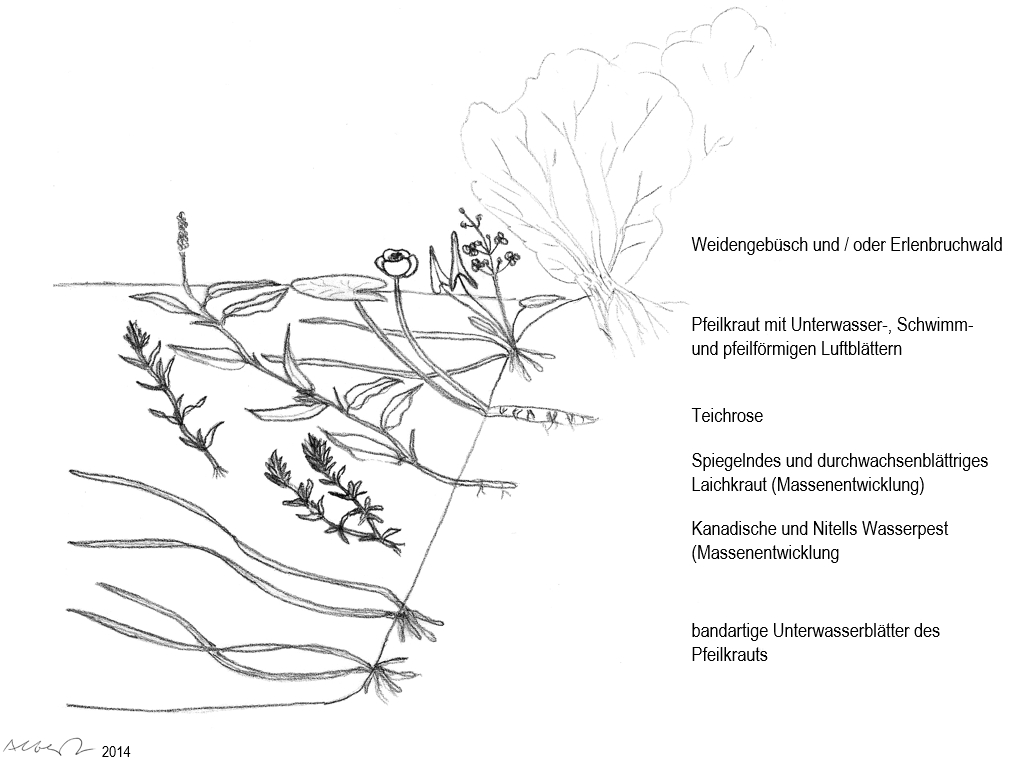 Weidengebüsch und / oder Erlenbruchwald
Pfeilkraut mit Unterwasser-, Schwimm-
und pfeilförmigen Luftblättern
Teichrose
Spiegelndes und durchwachsenblättriges
Laichkraut (Massenentwicklung)
Kanadische und Nitells Wasserpest
(Massenentwicklung
bandartige Unterwasserblätter des
Pfeilkrauts
2014